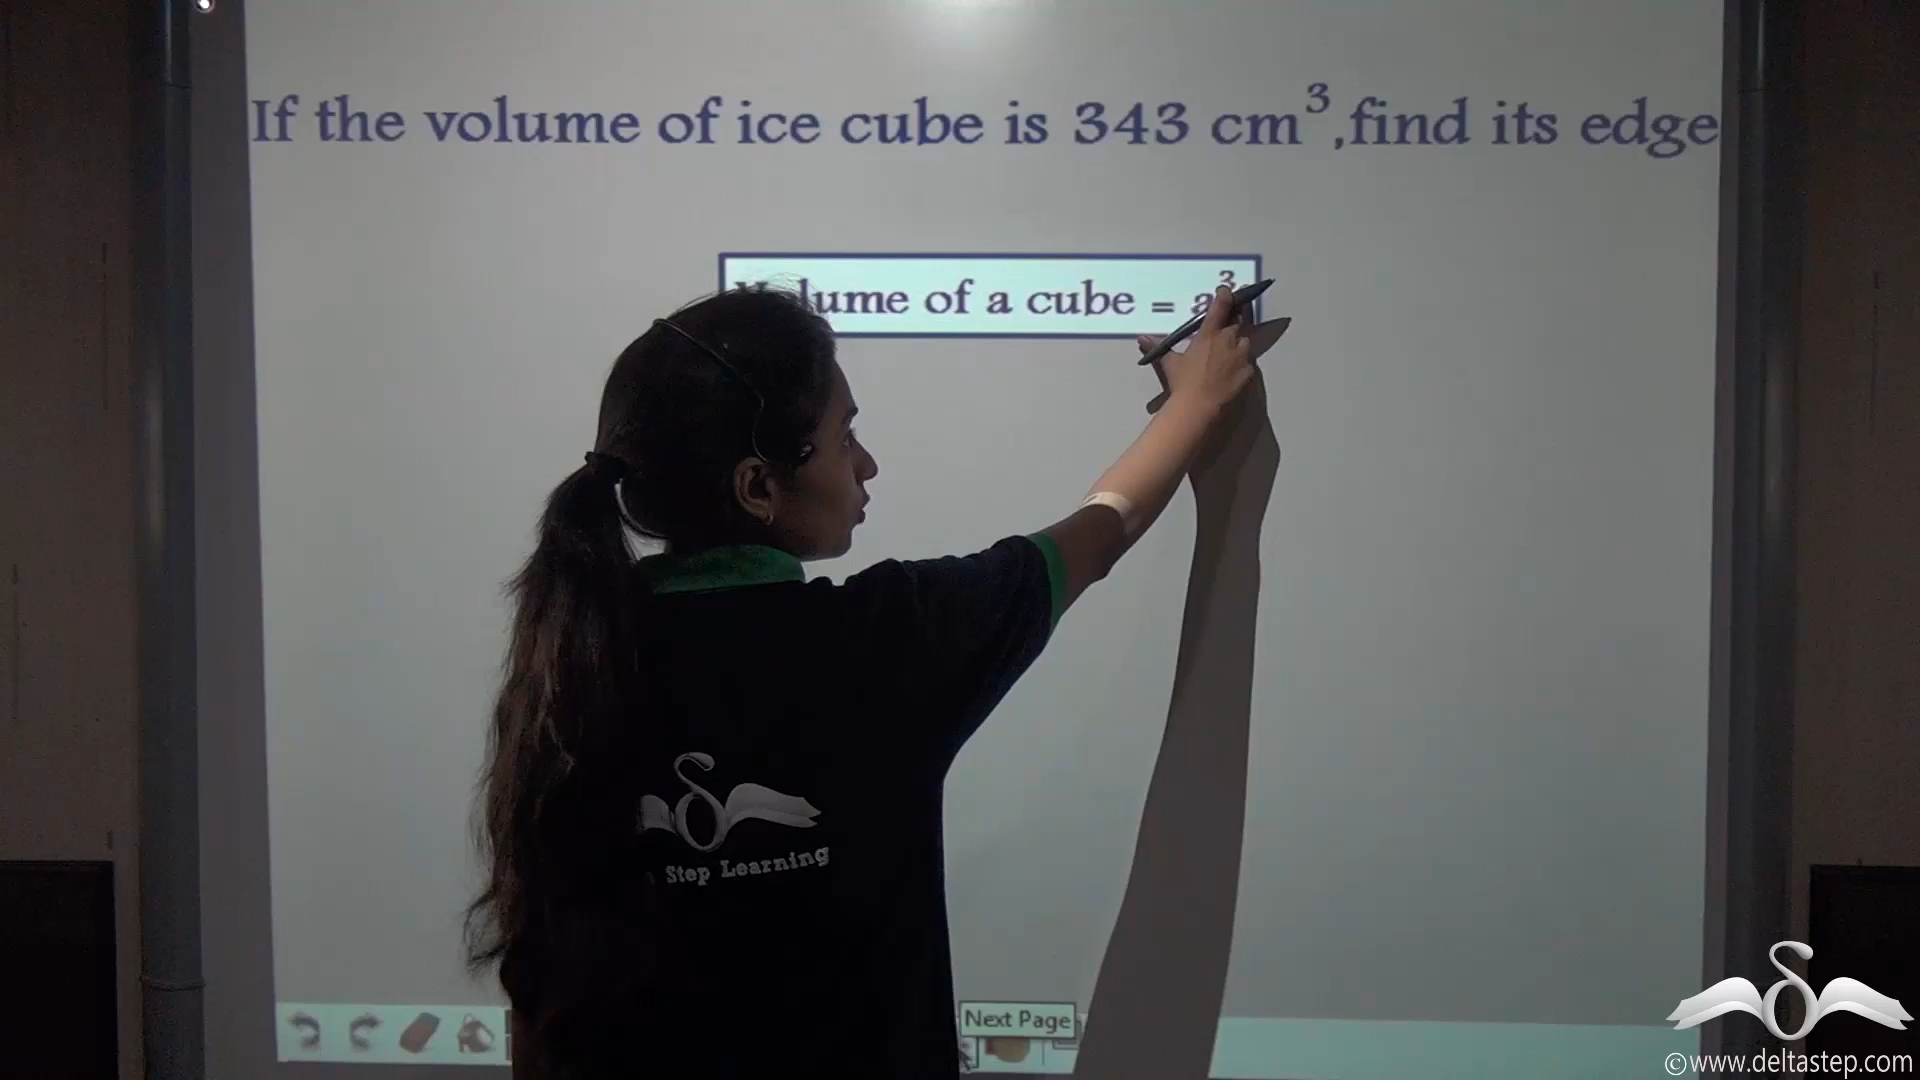 If the volume of ice cube is 343 cm³,find its edge
of a cube = a³
Step Learning
Next Page
©www.deltastep.com